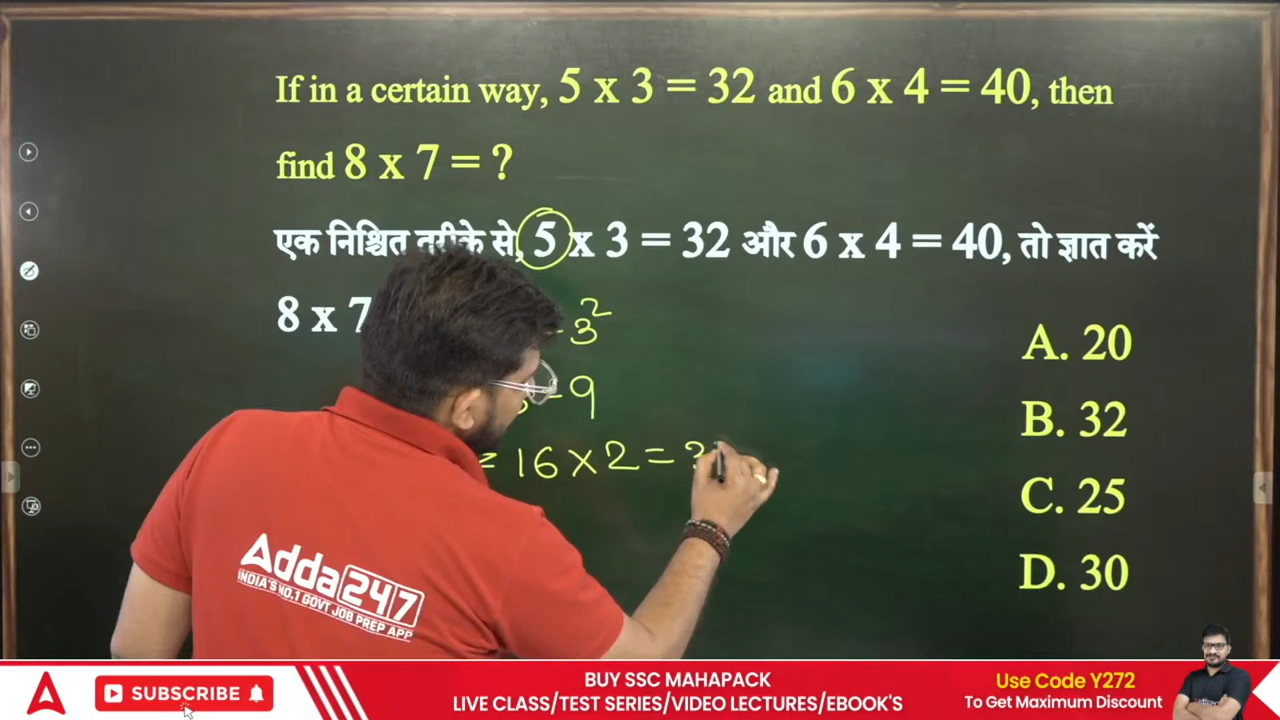 If in a certain way, 5 x 3 = 32 and 6 x 4 = 40, then
find 8 x 7 = ?
एक निश्चित तरीके से, 5 x 3 = 32 और 6 x 4 = 40, तो ज्ञात करें
8 x 7
- 3²
- 9
= 16 × 2 =
A. 20
B. 32
C. 25
D. 30
Adda247
INDIA'S NO.1 GOVT JOB PREP APP
SUBSCRIBE
BUY SSC MAHAPACK
LIVE CLASS/TEST SERIES/VIDEO LECTURES/EBOOK'S
Use Code Y272
To Get Maximum Discount